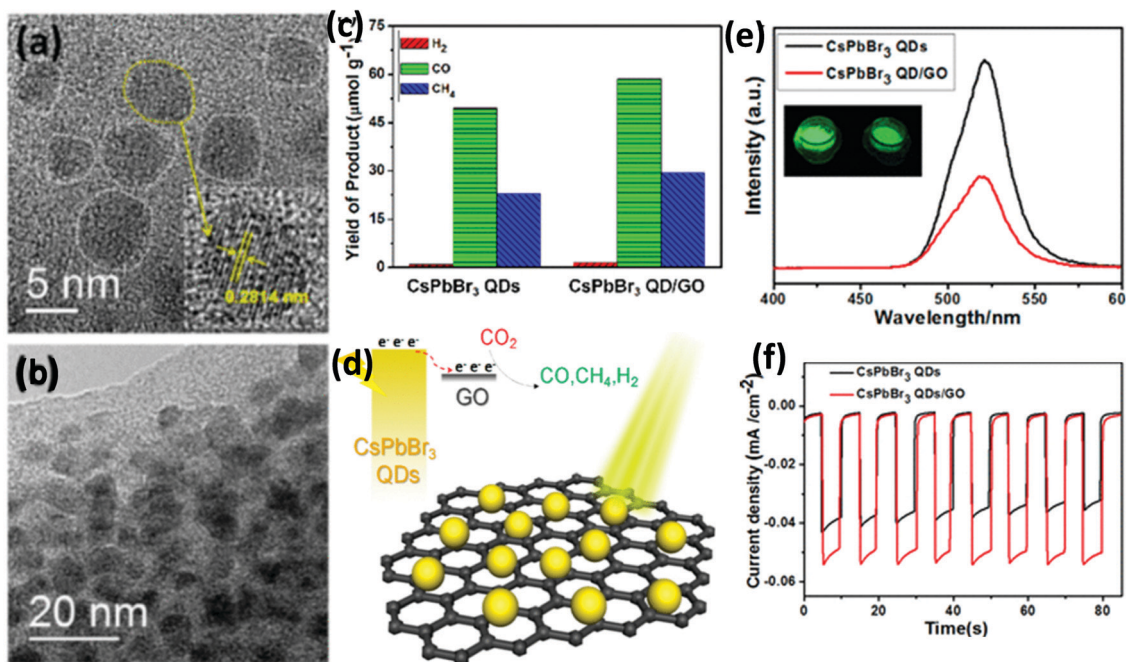 (a)
5 nm
0.2814 nm
(b)
20 nm
(c)
Yield of Product (μmol g⁻¹)
75
60
45
30
15
0
H₂
CO
CH₄
CsPbBr₃ QDs
CsPbBr₃ QD/GO
(d)
e⁻ e⁻ e⁻
e⁻ e⁻ e⁻
GO
CO₂
CO,CH₄,H₂
CsPbBr₃
QDs
(e)
CsPbBr₃ QDs
CsPbBr₃ QD/GO
Intensity (a.u.)
400
450
500
550
60
Wavelength/nm
(f)
CsPbBr₃ QDs
CsPbBr₃ QDs/GO
Current density (mA /cm⁻²)
0.00
-0.02
-0.04
-0.06
0
20
40
60
80
Time(s)